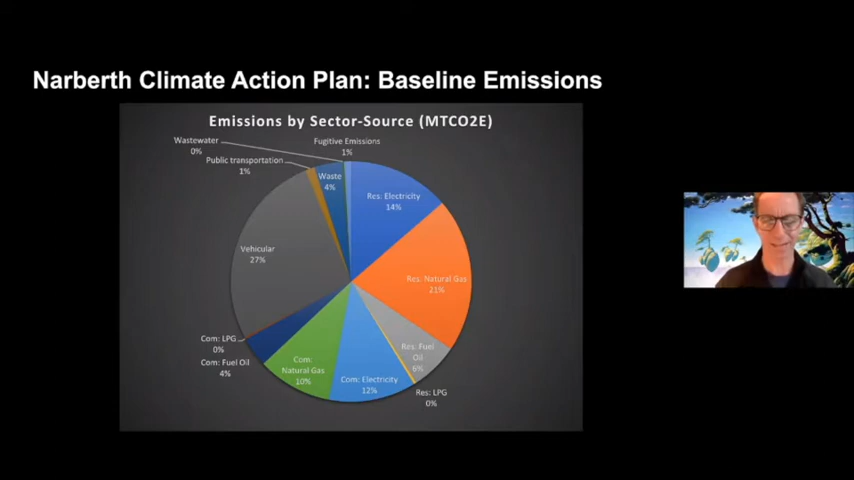 Narberth Climate Action Plan: Baseline Emissions
Emissions by Sector-Source (MTCO2E)
Wastewater
0%
Fugitive Emissions
1%
Public transportation
1%
Waste
4%
Res: Electricity
14%
Vehicular
27%
Res: Natural Gas
21%
Com: LPG
0%
Com: Fuel Oil
4%
Com:
Natural Gas
10%
Com: Electricity
12%
Res: Fuel
Oil
6%
Res: LPG
0%